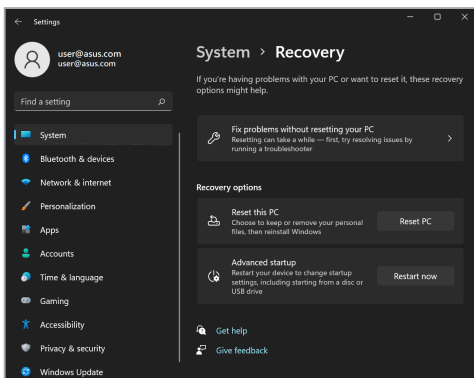 Settings
user@asus.com
user@asus.com
Find a setting
System
Bluetooth & devices
Network & internet
Personalization
Apps
Accounts
Time & language
Gaming
Accessibility
Privacy & security
Windows Update
System > Recovery
If you're having problems with your PC or want to reset it, these recovery
options might help.
Fix problems without resetting your PC
Resetting can take a while — first, try resolving issues by
running a troubleshooter
Recovery options
Reset this PC
Choose to keep or remove your personal
files, then reinstall Windows
Reset PC
Advanced startup
Restart your device to change startup
settings, including starting from a disc or
USB drive
Restart now
Get help
Give feedback